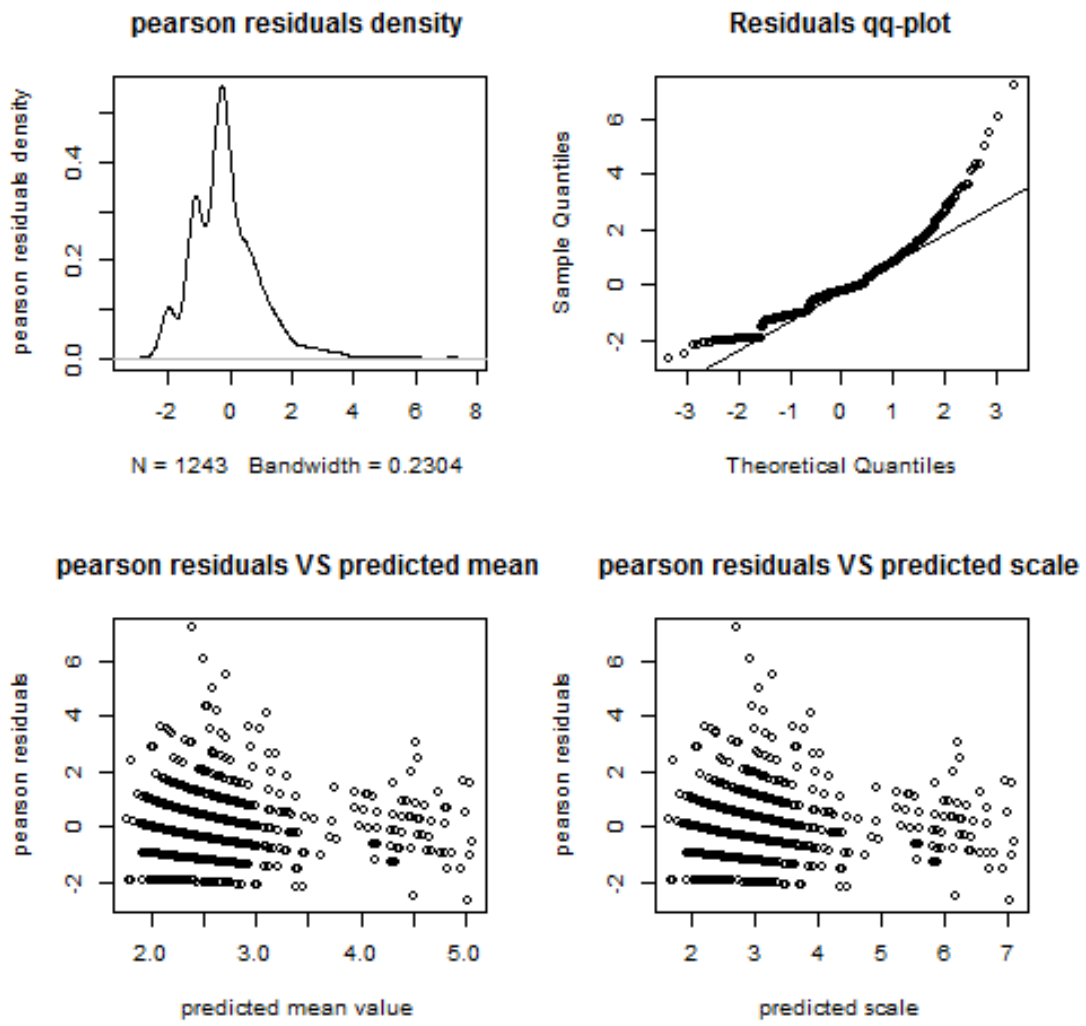 pearson residuals density
pearson residuals density
0.0 0.2 0.4
-2 0 2 4 6 8
N = 1243 Bandwidth = 0.2304
Residuals qq-plot
Sample Quantiles
-2 0 2 4 6
-3 -2 -1 0 1 2 3
Theoretical Quantiles
pearson residuals VS predicted mean
pearson residuals
-2 0 2 4 6
2.0 3.0 4.0 5.0
predicted mean value
pearson residuals VS predicted scale
pearson residuals
-2 0 2 4 6
2 3 4 5 6 7
predicted scale